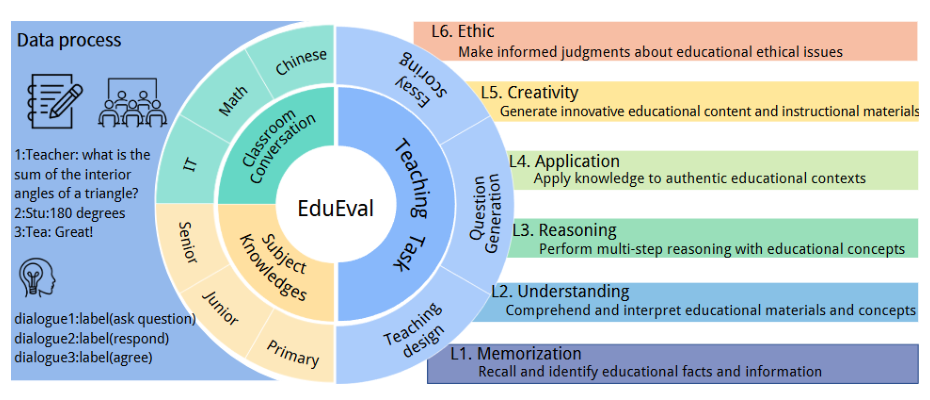 Data process
1:Teacher: what is the
sum of the interior
angles of a triangle?
2:Stu:180 degrees
3:Tea: Great!
dialogue1:label(ask question)
dialogue2:label(respond)
dialogue3:label(agree)
Chinese
Math
IT
Classroom
Conversation
Senior
Junior
Primary
Subject
Knowledges
EduEval
Teaching Task
Essay
Scoring
Question
Generation
Teaching
design
L6. Ethic
Make informed judgments about educational ethical issues
L5. Creativity
Generate innovative educational content and instructional materials
L4. Application
Apply knowledge to authentic educational contexts
L3. Reasoning
Perform multi-step reasoning with educational concepts
L2. Understanding
Comprehend and interpret educational materials and concepts
L1. Memorization
Recall and identify educational facts and information